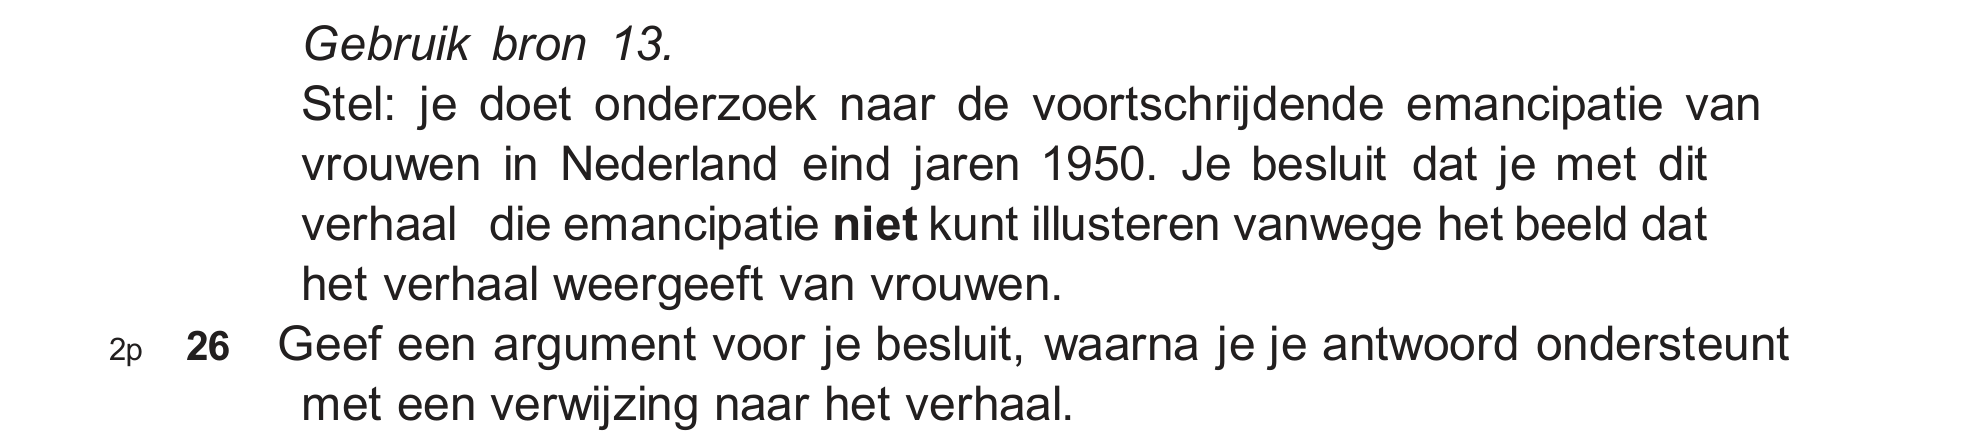 Gebruik bron 13.
Stel: je doet onderzoek naar de voortschrijdende emancipatie van
vrouwen in Nederland eind jaren 1950. Je besluit dat je met dit
verhaal die emancipatie niet kunt illusteren vanwege het beeld dat
het verhaal weergeeft van vrouwen.
2p 26 Geef een argument voor je besluit, waarna je je antwoord ondersteunt
met een verwijzing naar het verhaal.